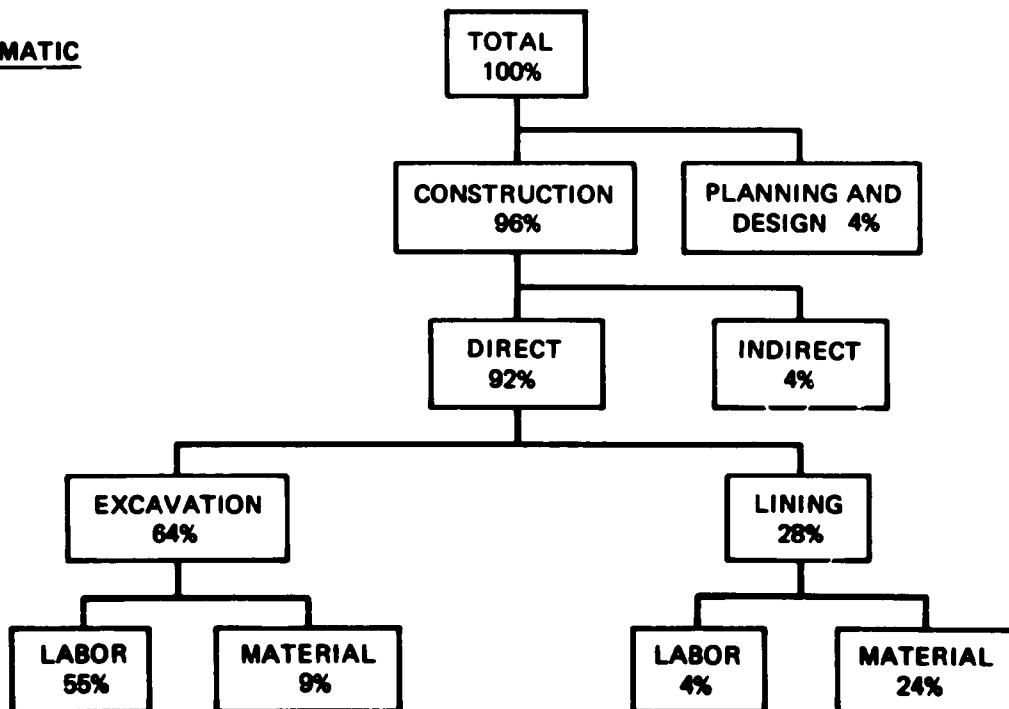 MATIC
TOTAL
100%
CONSTRUCTION
96%
PLANNING AND
DESIGN 4%
DIRECT
92%
INDIRECT
4%
EXCAVATION
64%
LINING
28%
LABOR
55%
MATERIAL
9%
LABOR
4%
MATERIAL
24%